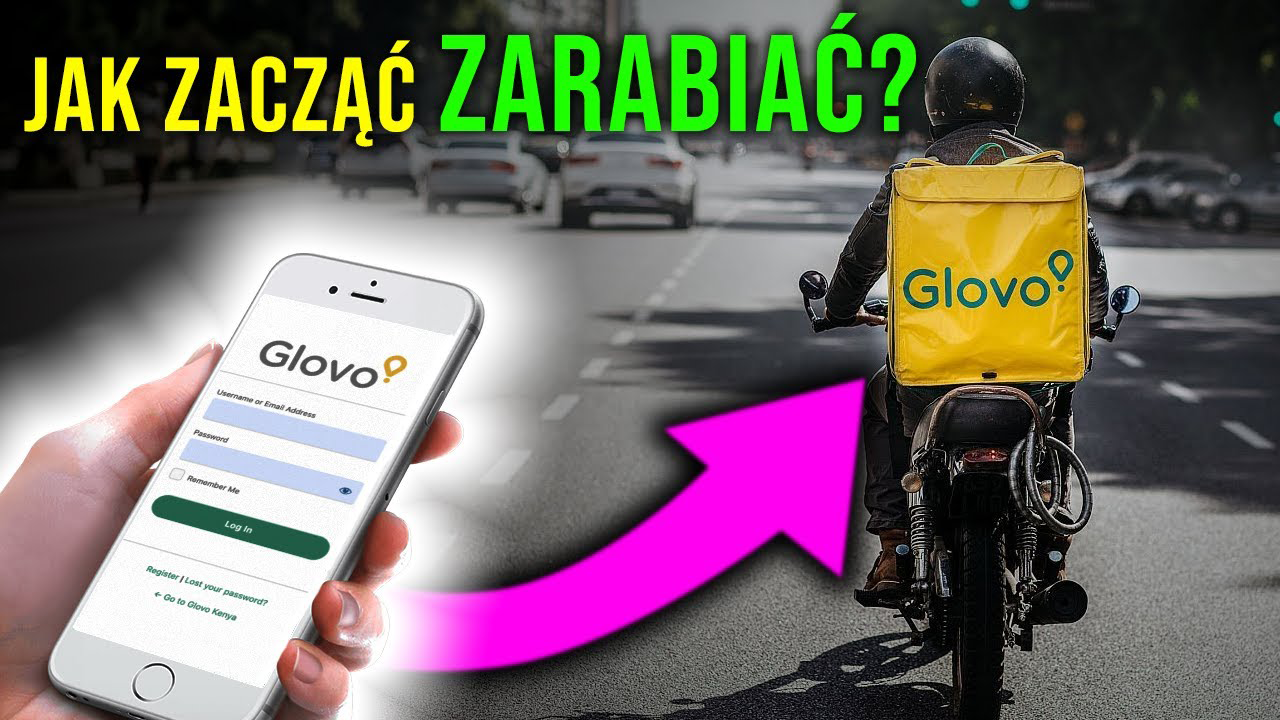 JAK ZACZĄĆ ZARABIAĆ?
Glovo
Username or Email Address
Password
Remember Me
Log In
Register | Lost your password?
← Go to Glovo Kenya
Glovo